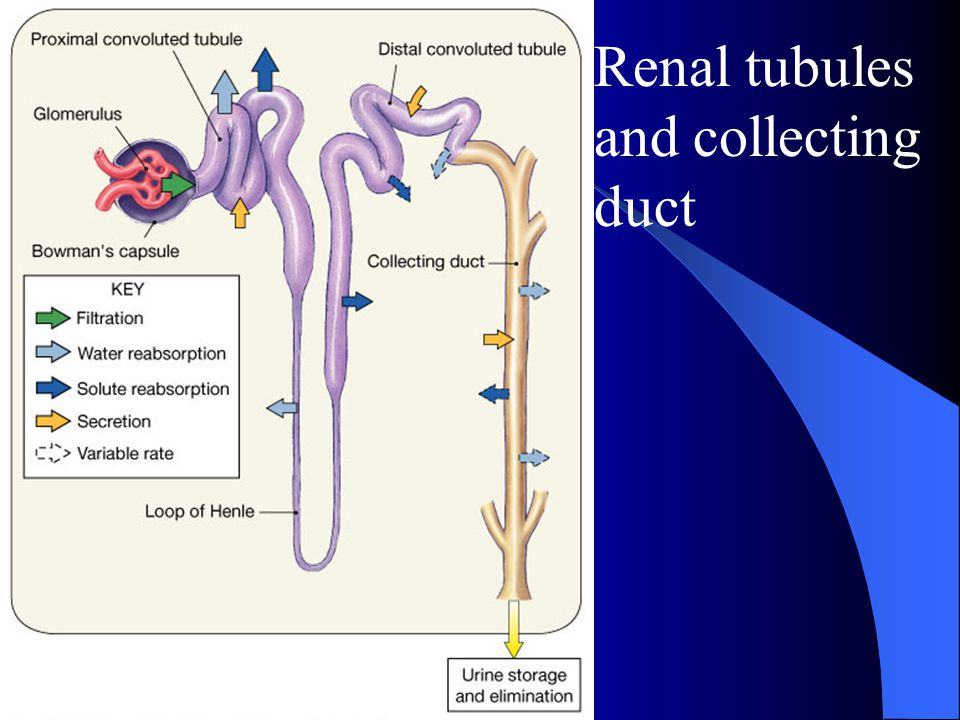 Renal tubules
and collecting
duct
Proximal convoluted tubule
Distal convoluted tubule
Glomerulus
Bowman's capsule
Collecting duct
KEY
Filtration
Water reabsorption
Solute reabsorption
Secretion
Variable rate
Loop of Henle
Urine storage
and elimination